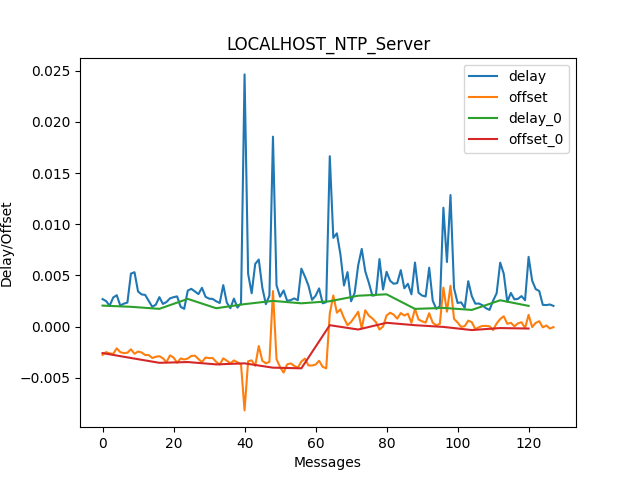 LOCALHOST_NTP_Server
delay
offset
delay_0
offset_0
0.025
0.020
0.015
0.010
0.005
0.000
−0.005
Delay/Offset
0 20 40 60 80 100 120
Messages